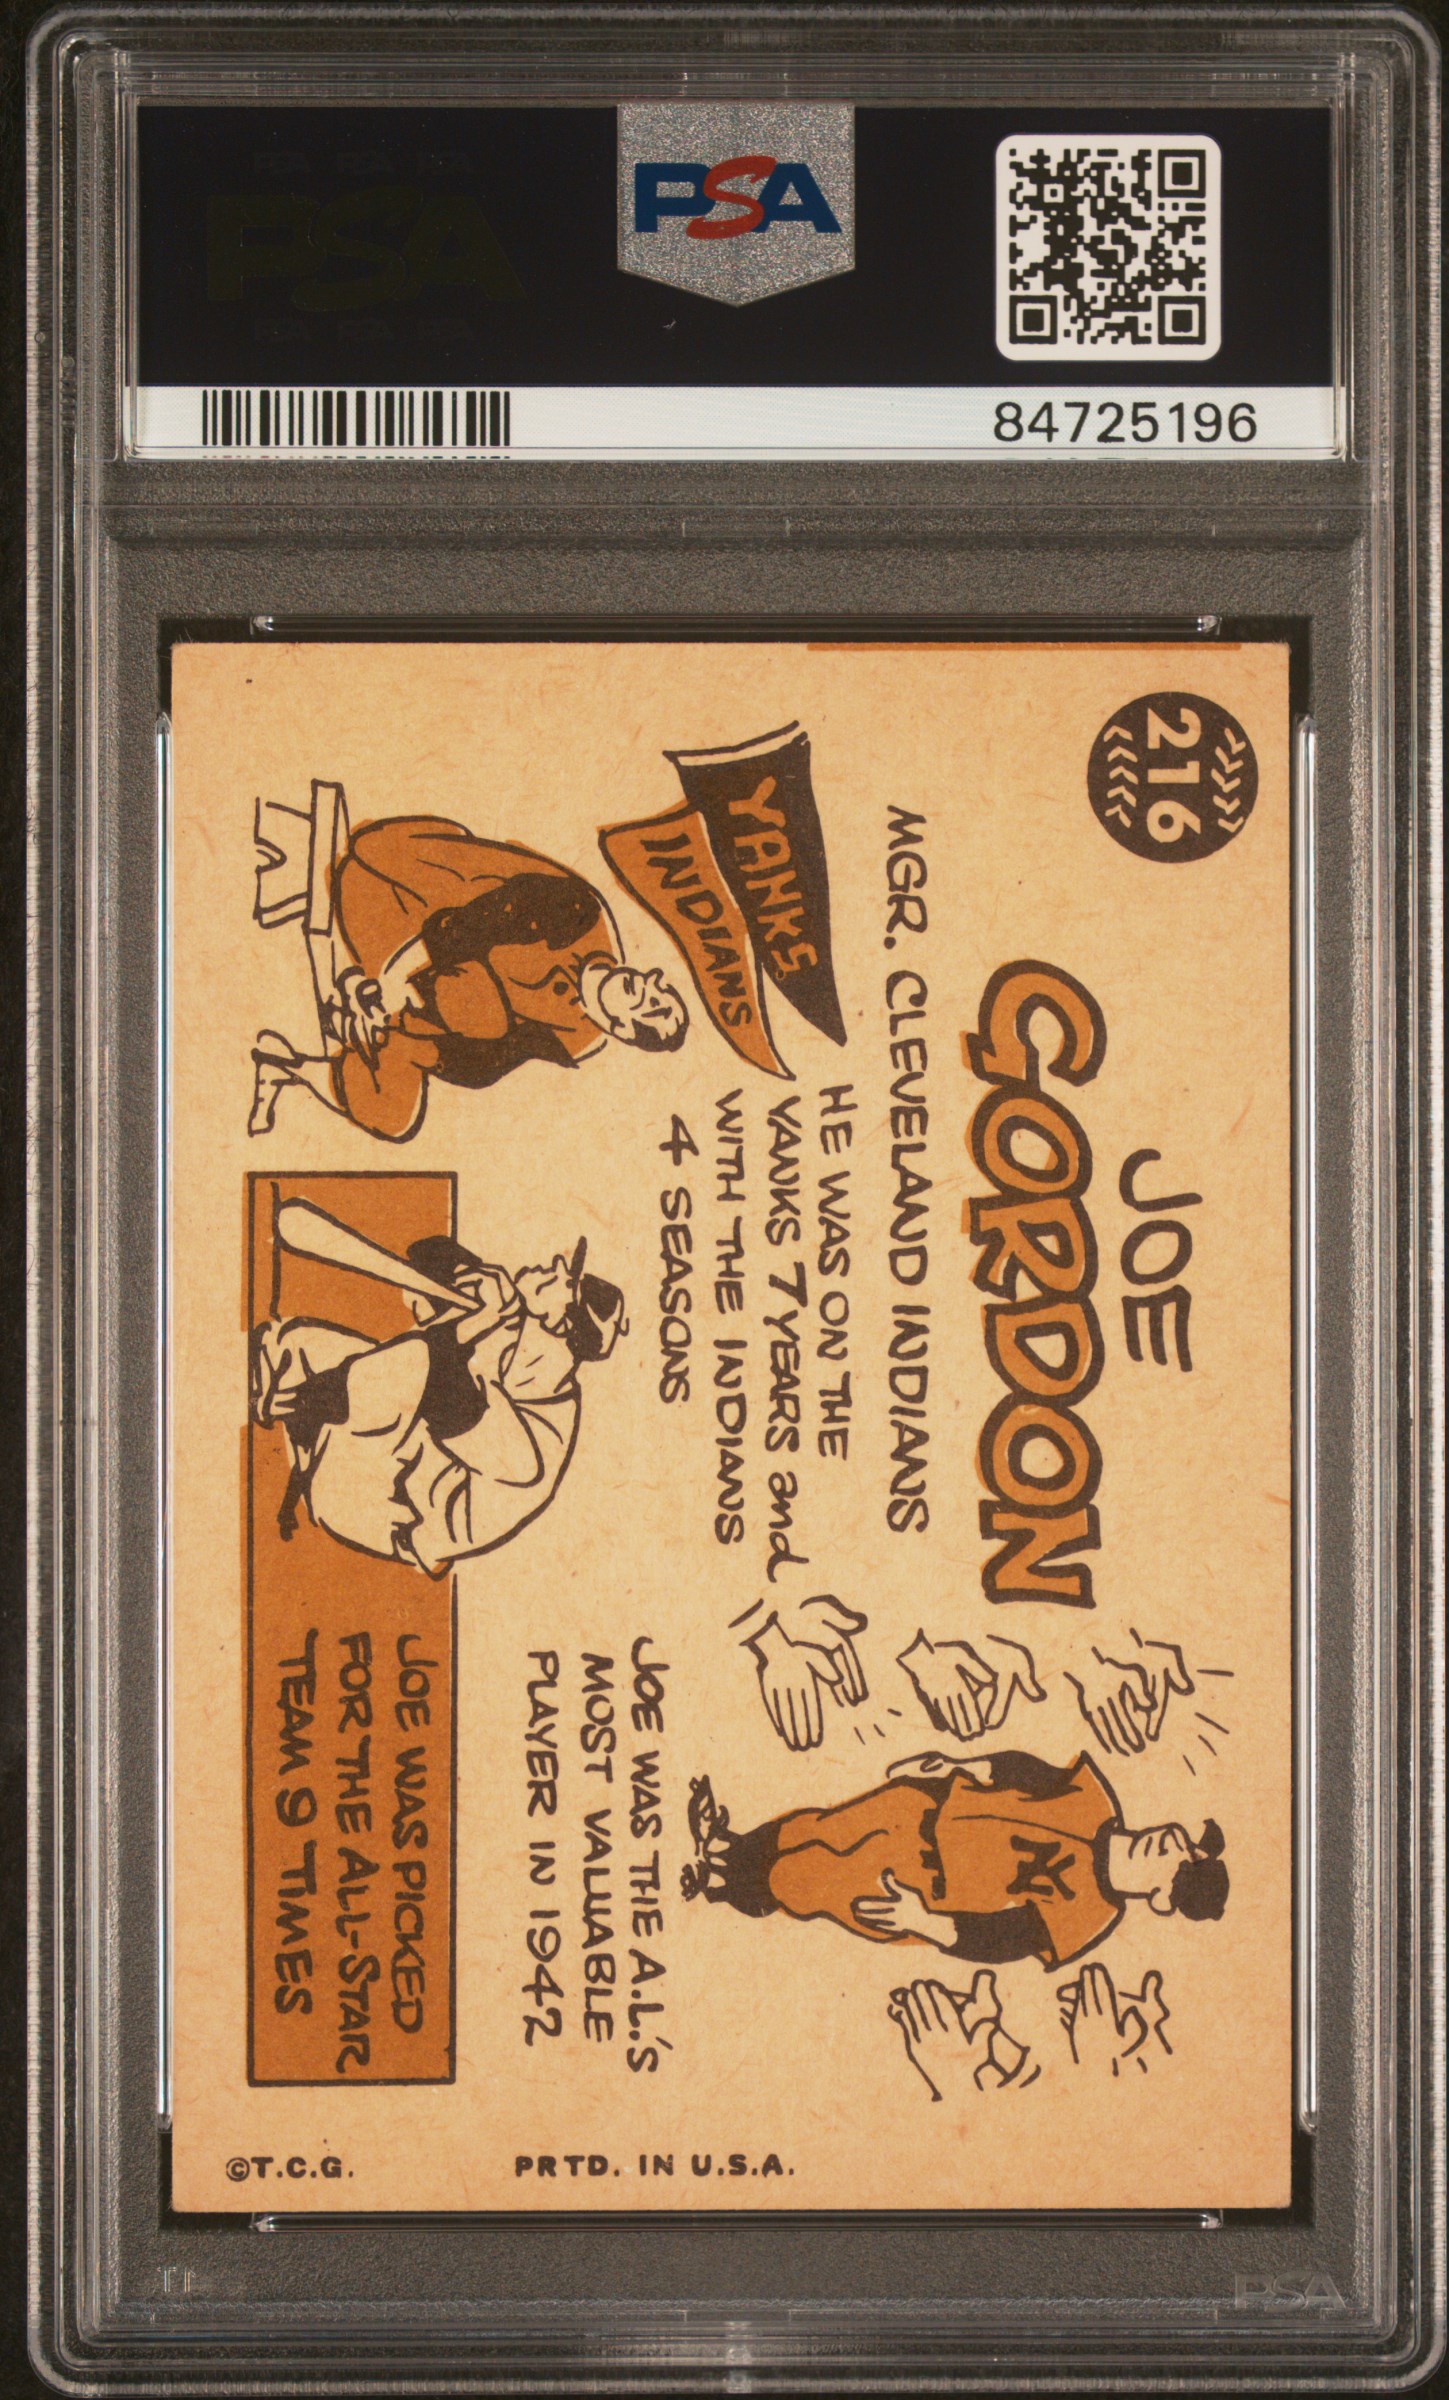 PSA
84725196
216
JOE
GORDON
MGR. CLEVELAND INDIANS
YANKS
INDIANS
HE WAS ON THE
YANKS 7 YEARS and
WITH THE INDIANS
4 SEASONS
NY
JOE WAS THE A.L.'S
MOST VALUABLE
PLAYER IN 1942
JOE WAS PICKED
FOR THE ALL-STAR
TEAM 9 TIMES
©T.C.G.
PRTD. IN U.S.A.
PSA